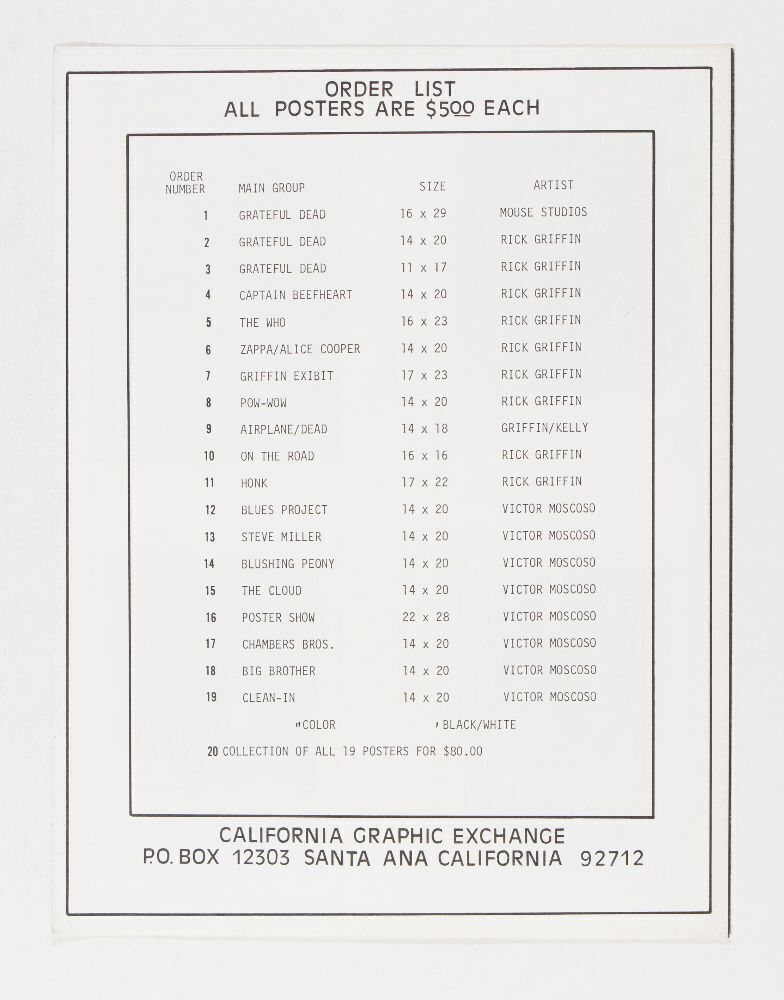 ORDER LIST
ALL POSTERS ARE $500 EACH
ORDER NUMBER MAIN GROUP SIZE ARTIST
1 GRATEFUL DEAD 16 x 29 MOUSE STUDIOS
2 GRATEFUL DEAD 14 x 20 RICK GRIFFIN
3 GRATEFUL DEAD 11 x 17 RICK GRIFFIN
4 CAPTAIN BEEFHEART 14 x 20 RICK GRIFFIN
5 THE WHO 16 x 23 RICK GRIFFIN
6 ZAPPA/ALICE COOPER 14 x 20 RICK GRIFFIN
7 GRIFFIN EXIBIT 17 x 23 RICK GRIFFIN
8 POW-WOW 14 x 20 RICK GRIFFIN
9 AIRPLANE/DEAD 14 x 18 GRIFFIN/KELLY
10 ON THE ROAD 16 x 16 RICK GRIFFIN
11 HONK 17 x 22 RICK GRIFFIN
12 BLUES PROJECT 14 x 20 VICTOR MOSCOSO
13 STEVE MILLER 14 x 20 VICTOR MOSCOSO
14 BLUSHING PEONY 14 x 20 VICTOR MOSCOSO
15 THE CLOUD 14 x 20 VICTOR MOSCOSO
16 POSTER SHOW 22 x 28 VICTOR MOSCOSO
17 CHAMBERS BROS. 14 x 20 VICTOR MOSCOSO
18 BIG BROTHER 14 x 20 VICTOR MOSCOSO
19 CLEAN-IN 14 x 20 VICTOR MOSCOSO
"COLOR ' BLACK/WHITE
20 COLLECTION OF ALL 19 POSTERS FOR $80.00
CALIFORNIA GRAPHIC EXCHANGE
P.O. BOX 12303 SANTA ANA CALIFORNIA 92712